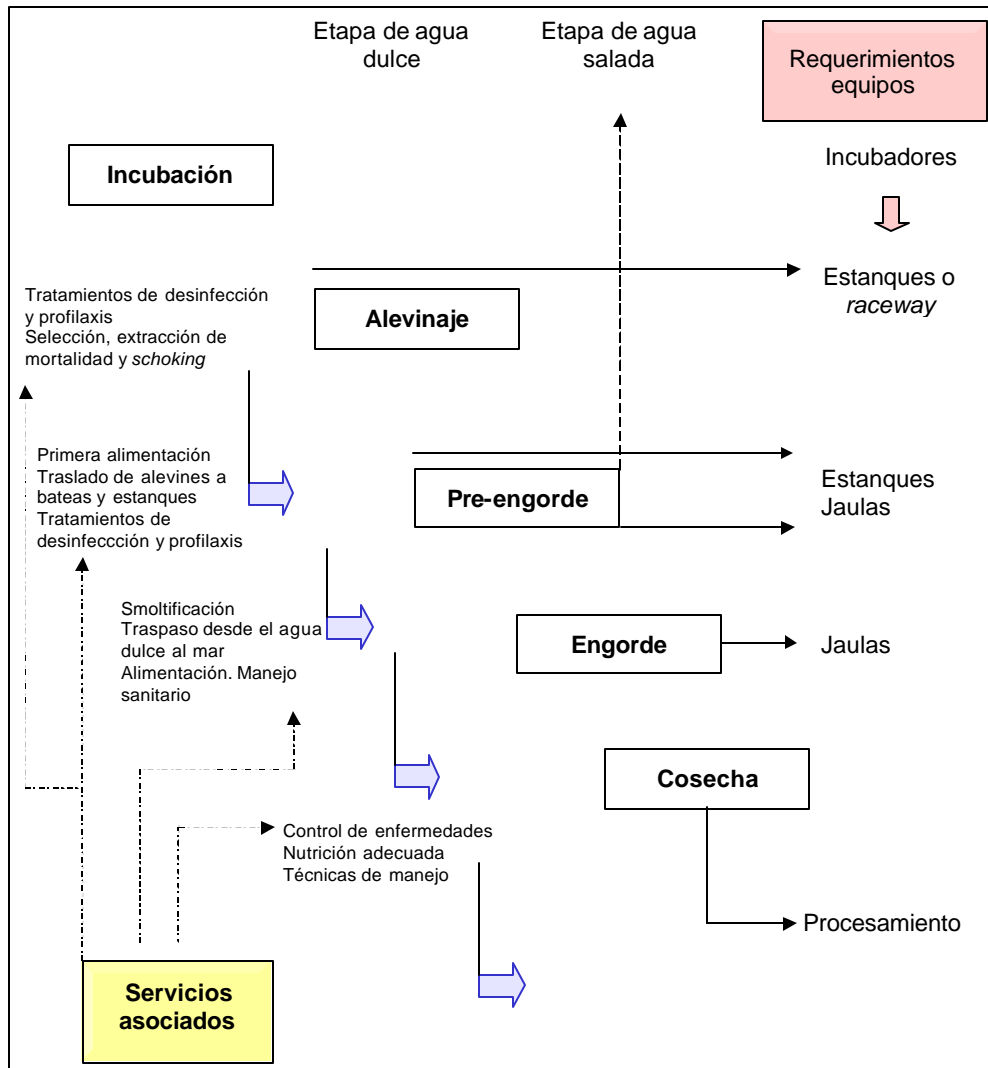 Etapa de agua
dulce
Etapa de agua
salada
Requerimientos
equipos
Incubadores
Incubación
Estanques o
raceway
Tratamientos de desinfección
y profilaxis
Selección, extracción de
mortalidad y schoking
Alevinaje
Primera alimentación
Traslado de alevines a
bateas y estanques
Tratamientos de
desinfeccción y profilaxis
Pre-engorde
Estanques
Jaulas
Smoltificación
Traspaso desde el agua
dulce al mar
Alimentación. Manejo
sanitario
Engorde
Jaulas
Cosecha
Control de enfermedades
Nutrición adecuada
Técnicas de manejo
Procesamiento
Servicios
asociados